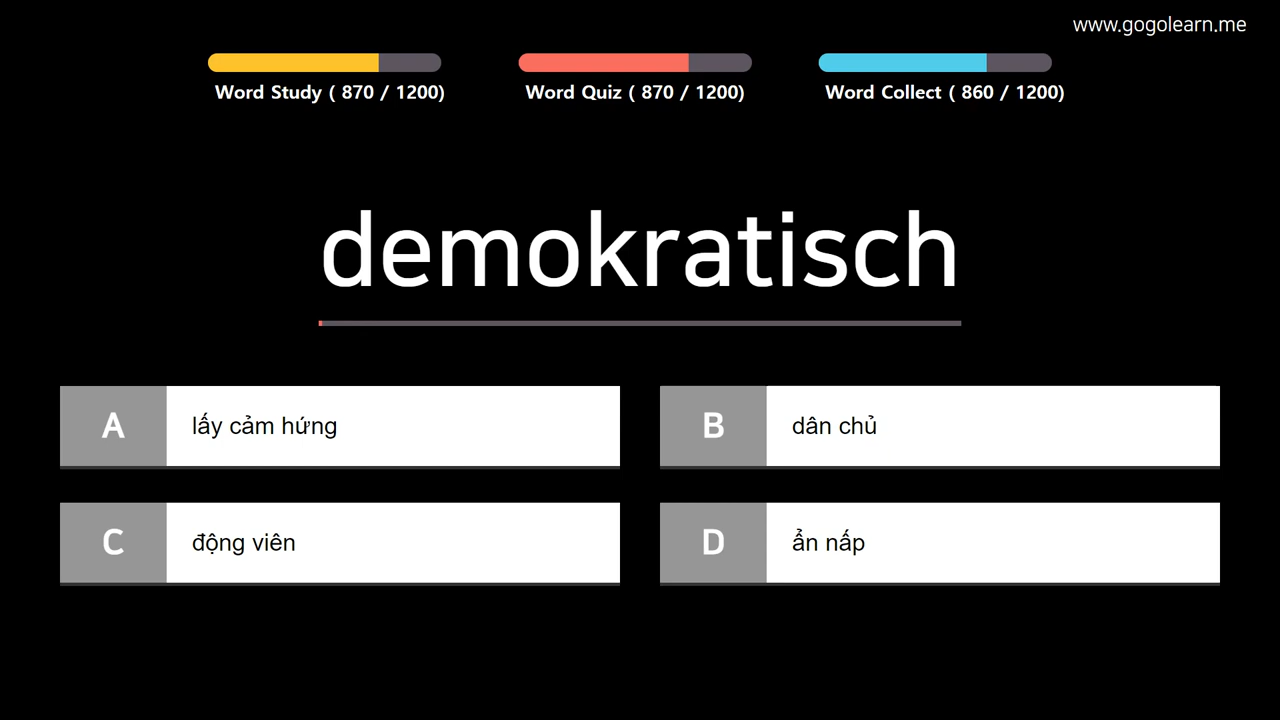 www.gogolearn.me
Word Study ( 870 / 1200)
Word Quiz ( 870 / 1200)
Word Collect ( 860 / 1200)
demokratisch
A lấy cảm hứng
B dân chủ
C động viên
D ẩn nấp